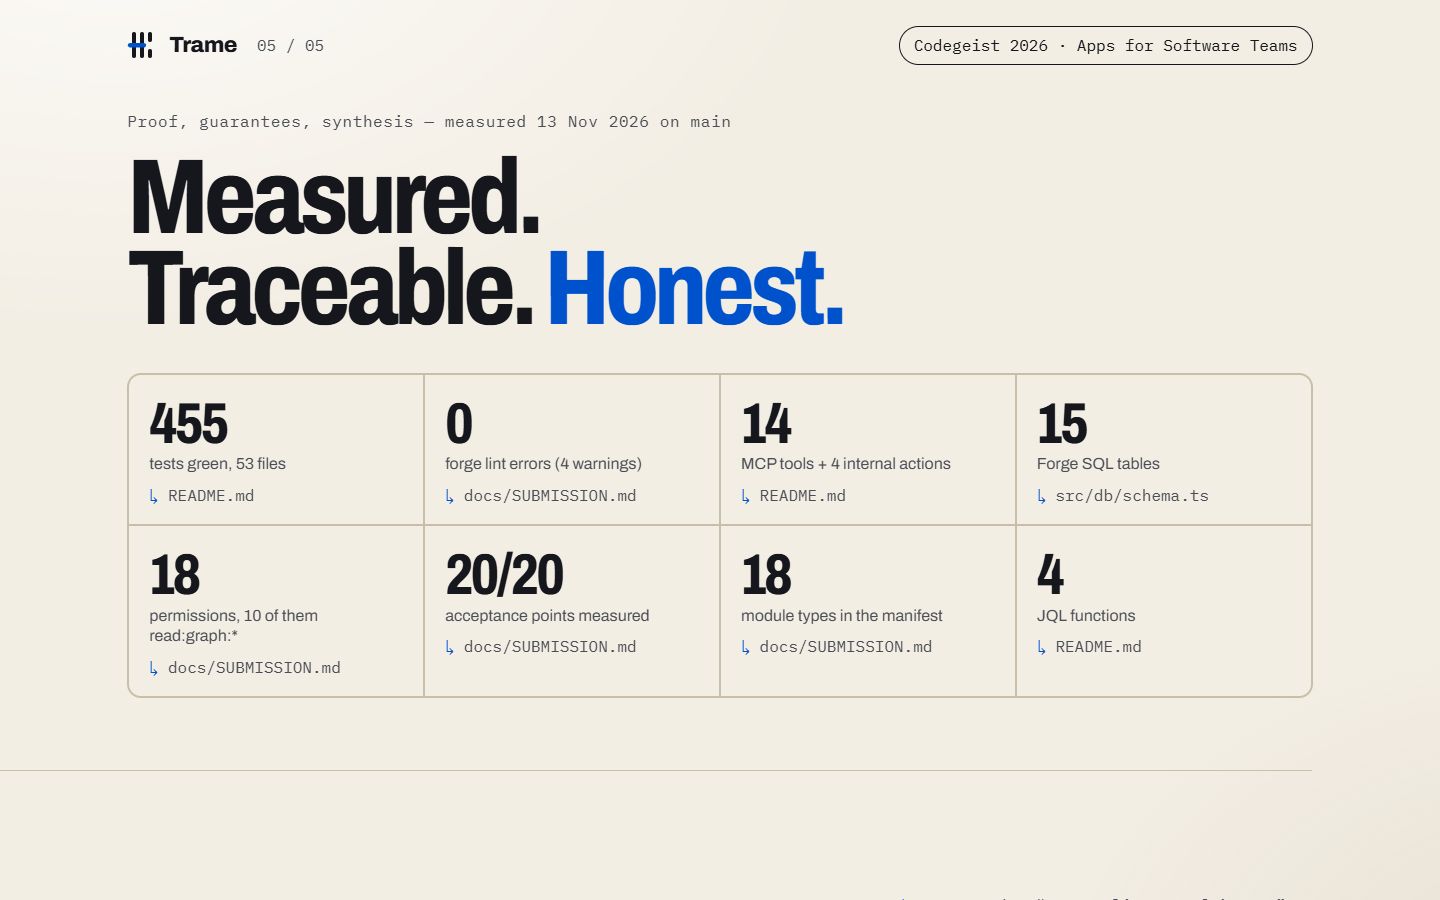 Trame 05 / 05
Codegeist 2026 · Apps for Software Teams
Proof, guarantees, synthesis — measured 13 Nov 2026 on main
Measured.
Traceable. Honest.
455
tests green, 53 files
↳ README.md
0
forge lint errors (4 warnings)
↳ docs/SUBMISSION.md
14
MCP tools + 4 internal actions
↳ README.md
15
Forge SQL tables
↳ src/db/schema.ts
18
permissions, 10 of them
read:graph:*
↳ docs/SUBMISSION.md
20/20
acceptance points measured
↳ docs/SUBMISSION.md
18
module types in the manifest
↳ docs/SUBMISSION.md
4
JQL functions
↳ README.md